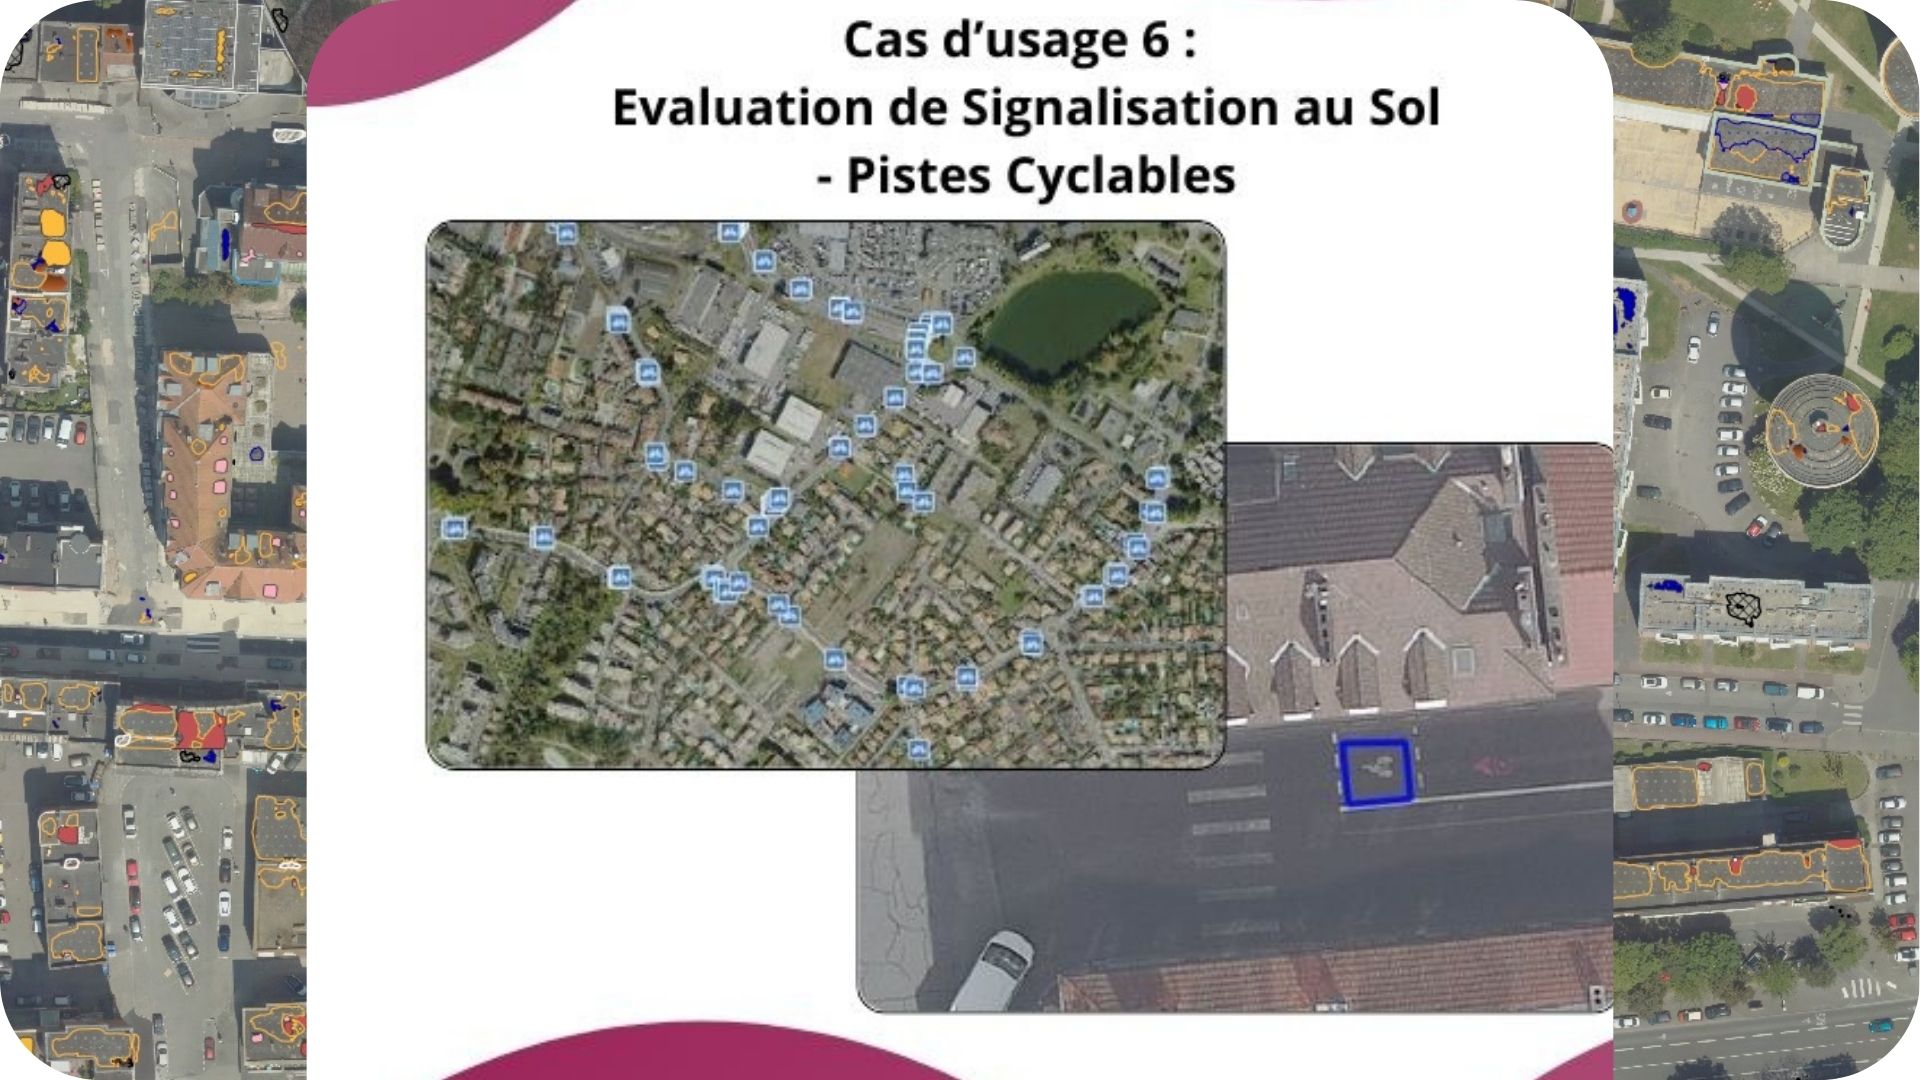 Cas d’usage 6 :
Evaluation de Signalisation au Sol
- Pistes Cyclables